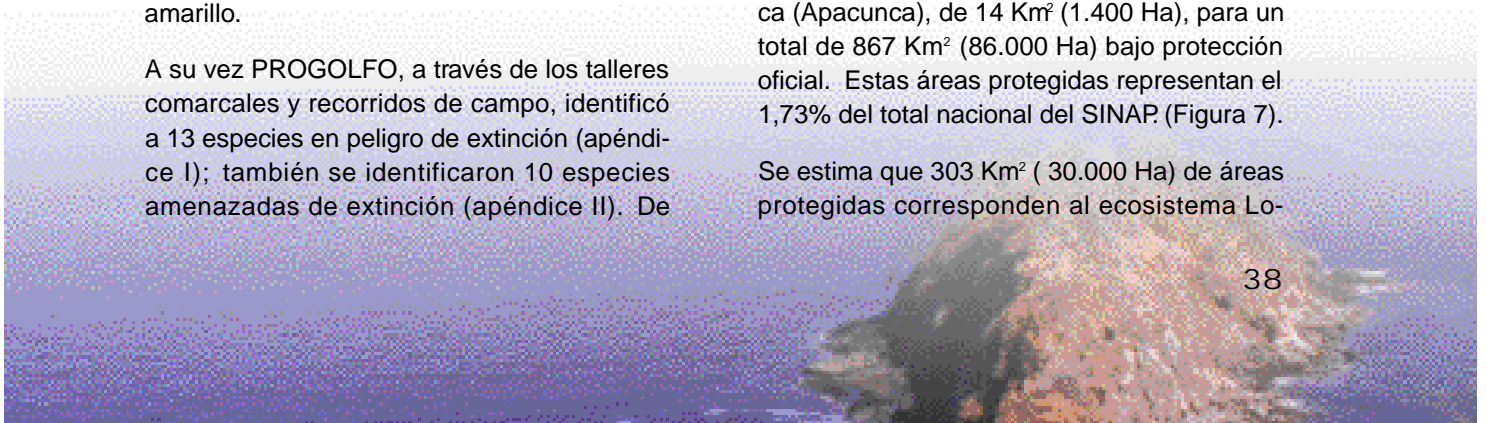 amarillo.
A su vez PROGOLFO, a través de los talleres
comarcales y recorridos de campo, identificó
a 13 especies en peligro de extinción (apéndi-
ce I); también se identificaron 10 especies
amenazadas de extinción (apéndice II). De
ca (Apacunca), de 14 Km² (1.400 Ha), para un
total de 867 Km² (86.000 Ha) bajo protección
oficial. Estas áreas protegidas representan el
1,73% del total nacional del SINAP. (Figura 7).
Se estima que 303 Km² ( 30.000 Ha) de áreas
protegidas corresponden al ecosistema Lo-
38